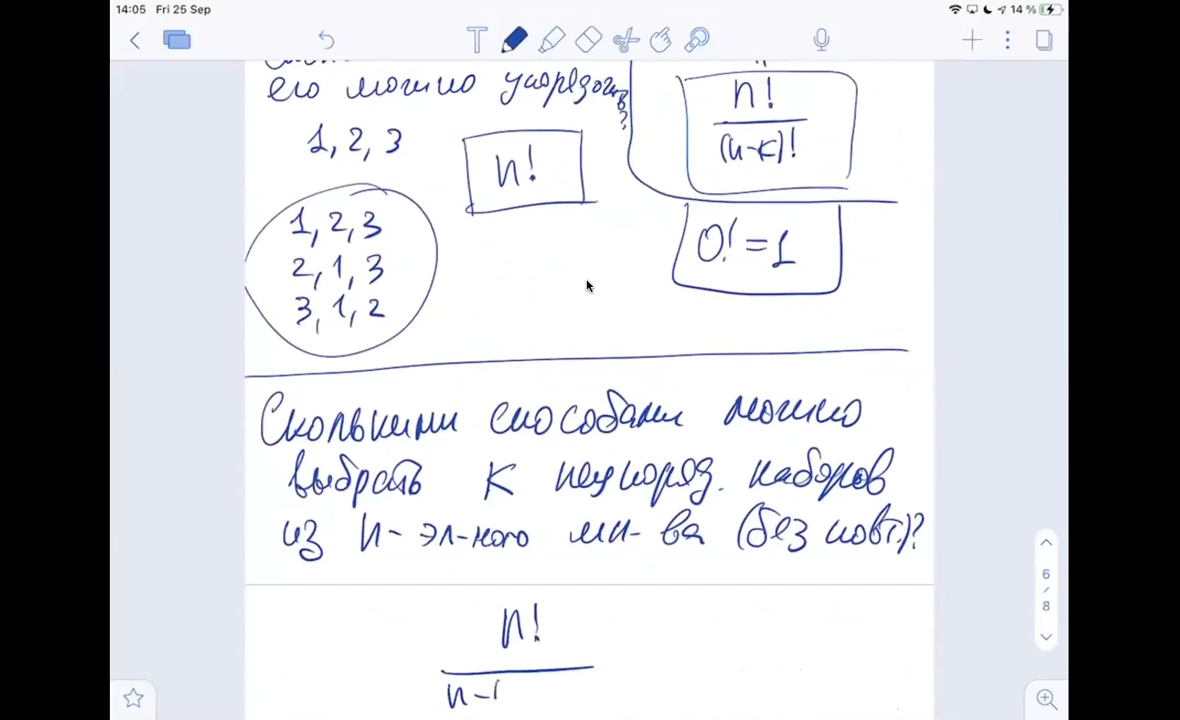 14:05 Fri 25 Sep
14 %
его можно упорядочить?
1, 2, 3
n!
1, 2, 3
2, 1, 3
3, 1, 2
n!
(n-k)!
0! = 1
Сколькими способами можно
выбрать k неупоряд. наборов
из n-эл-ного мн-ва (без повт.)?
n!
n-
6
/
8